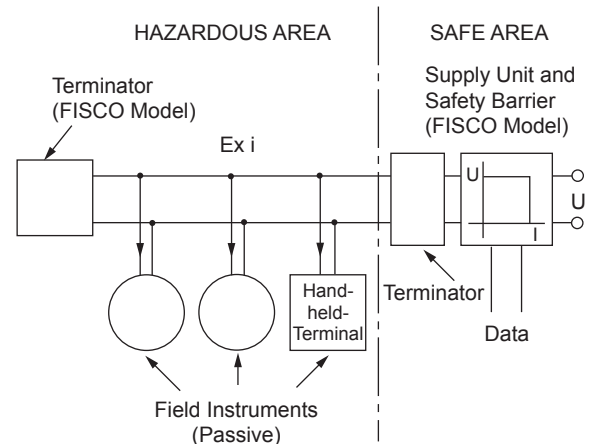 HAZARDOUS AREA
SAFE AREA
Terminator
(FISCO Model)
Supply Unit and
Safety Barrier
(FISCO Model)
Ex i
U
I
U
Hand-
held-
Terminal
Terminator
Data
Field Instruments
(Passive)